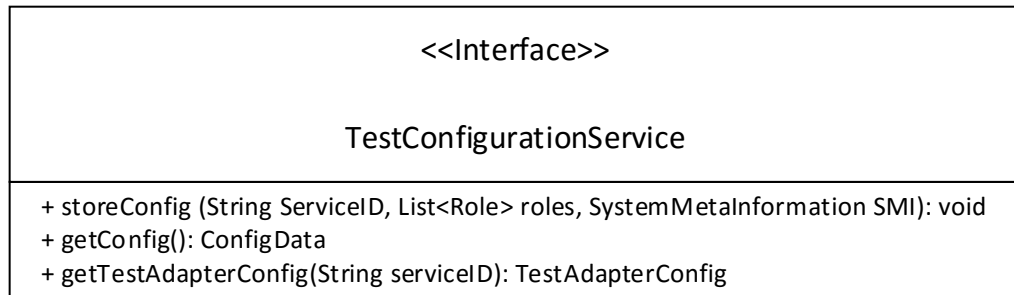 <<Interface>>
TestConfigurationService
+ storeConfig (String ServiceID, List<Role> roles, SystemMetaInformation SMI): void
+ getConfig(): ConfigData
+ getTestAdapterConfig(String serviceID): TestAdapterConfig